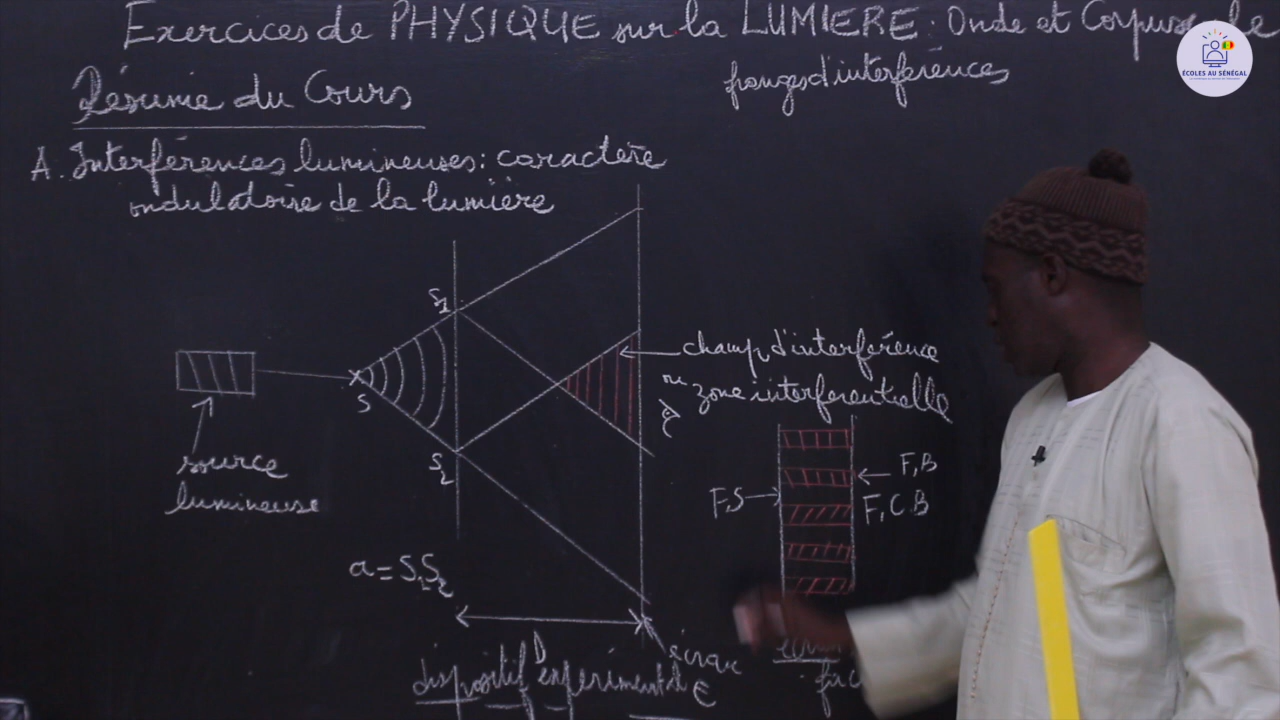 Exercices de PHYSIQUE sur la LUMIERE : Onde et Corpuscule
franges d'interférences
ÉCOLES AU SÉNÉGAL
Résumé du Cours
A. Interférences lumineuses : caractère
ondulatoire de la lumière
S1
champ d'interférence
ou zone interferentielle
S
S2
source
lumineuse
F.S
F.B
F.C.B
a = S1S2
D
écran
dispositif expérimental E